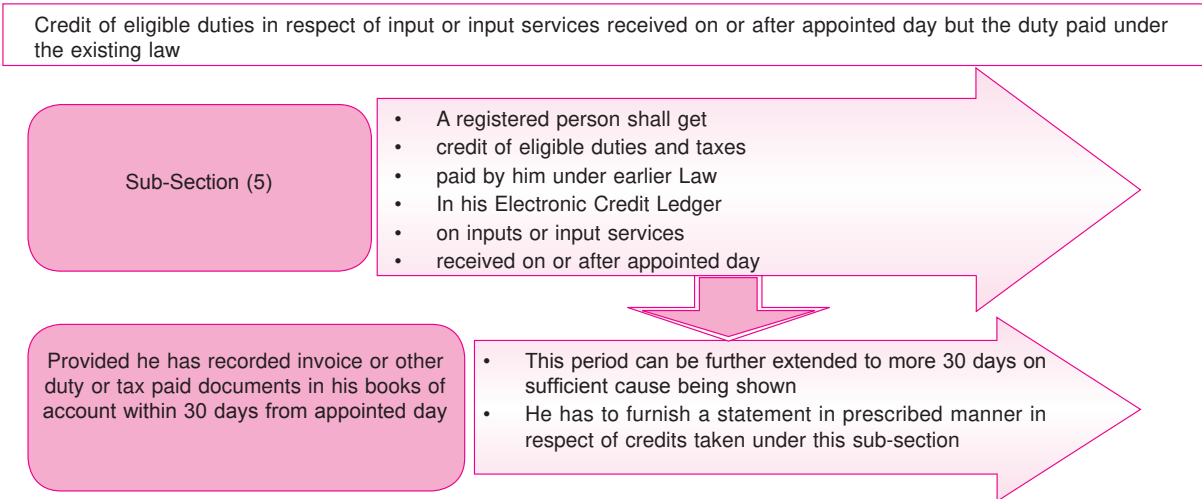 Credit of eligible duties in respect of input or input services received on or after appointed day but the duty paid under
the existing law
Sub-Section (5)
• A registered person shall get
• credit of eligible duties and taxes
• paid by him under earlier Law
• In his Electronic Credit Ledger
• on inputs or input services
• received on or after appointed day
Provided he has recorded invoice or other
duty or tax paid documents in his books of
account within 30 days from appointed day
• This period can be further extended to more 30 days on
sufficient cause being shown
• He has to furnish a statement in prescribed manner in
respect of credits taken under this sub-section